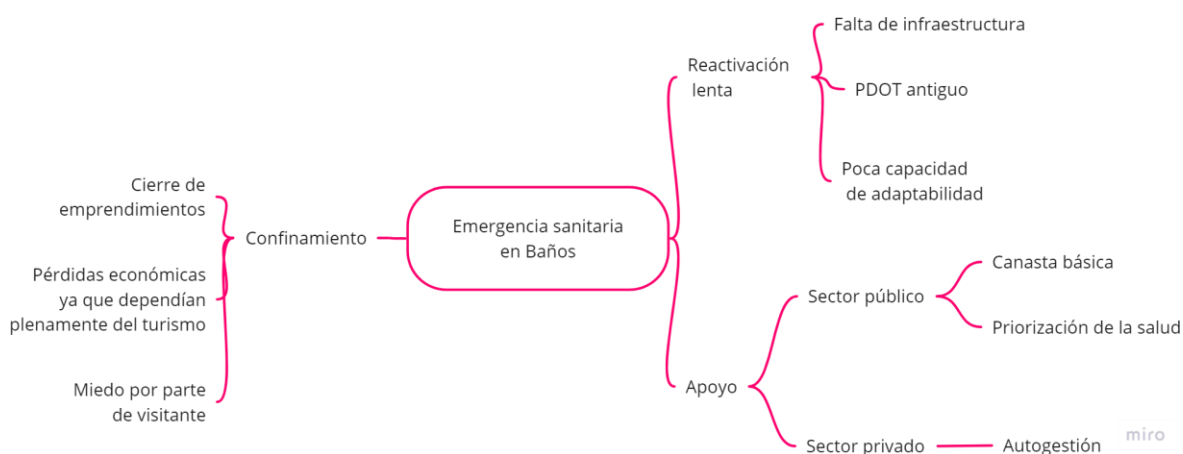 Emergencia sanitaria
en Baños
Confinamiento
Cierre de
emprendimientos
Pérdidas económicas
ya que dependían
plenamente del turismo
Miedo por parte
de visitante
Reactivación
lenta
Falta de infraestructura
PDOT antiguo
Poca capacidad
de adaptabilidad
Apoyo
Sector público
Canasta básica
Priorización de la salud
Sector privado
Autogestión
miro